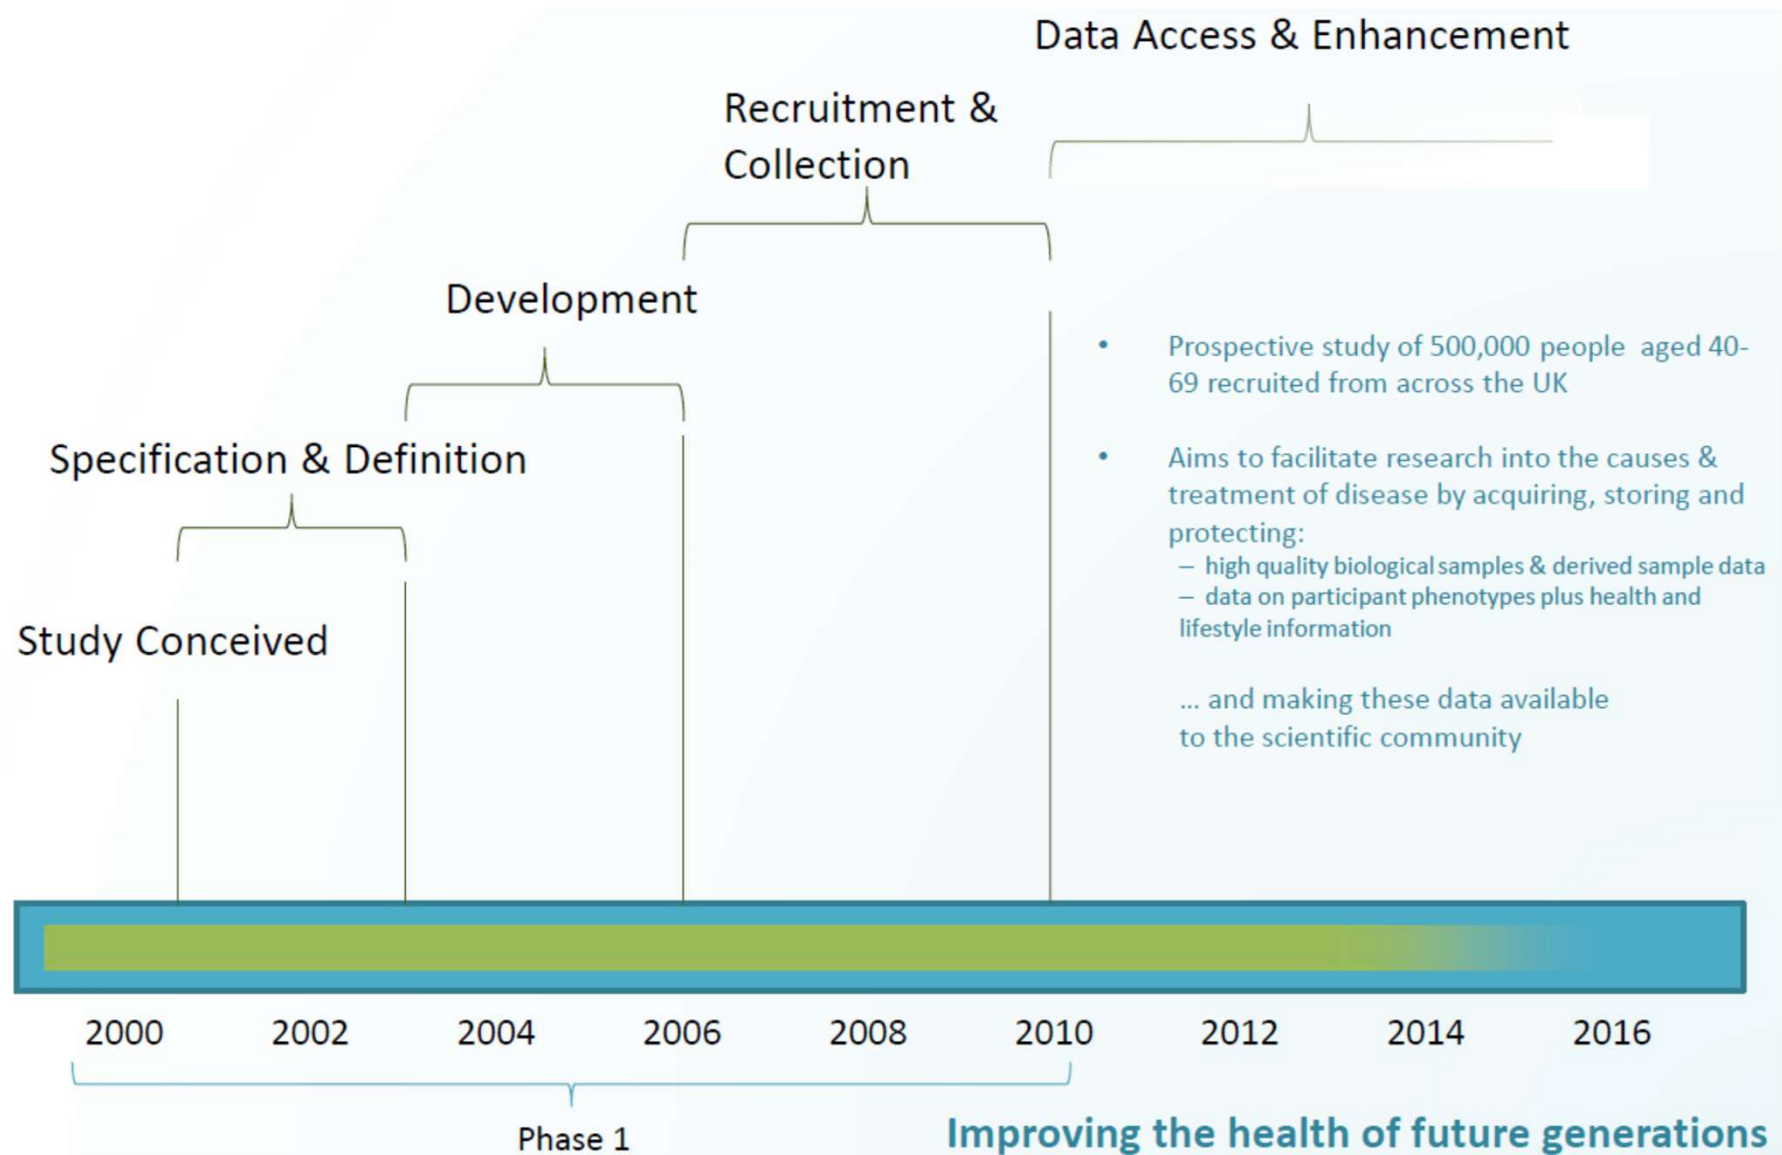 Data Access & Enhancement
Recruitment &
Collection
Development
Specification & Definition
Study Conceived
• Prospective study of 500,000 people aged 40-
69 recruited from across the UK
• Aims to facilitate research into the causes &
treatment of disease by acquiring, storing and
protecting:
– high quality biological samples & derived sample data
– data on participant phenotypes plus health and
lifestyle information
... and making these data available
to the scientific community
2000 2002 2004 2006 2008 2010 2012 2014 2016
Phase 1
Improving the health of future generations